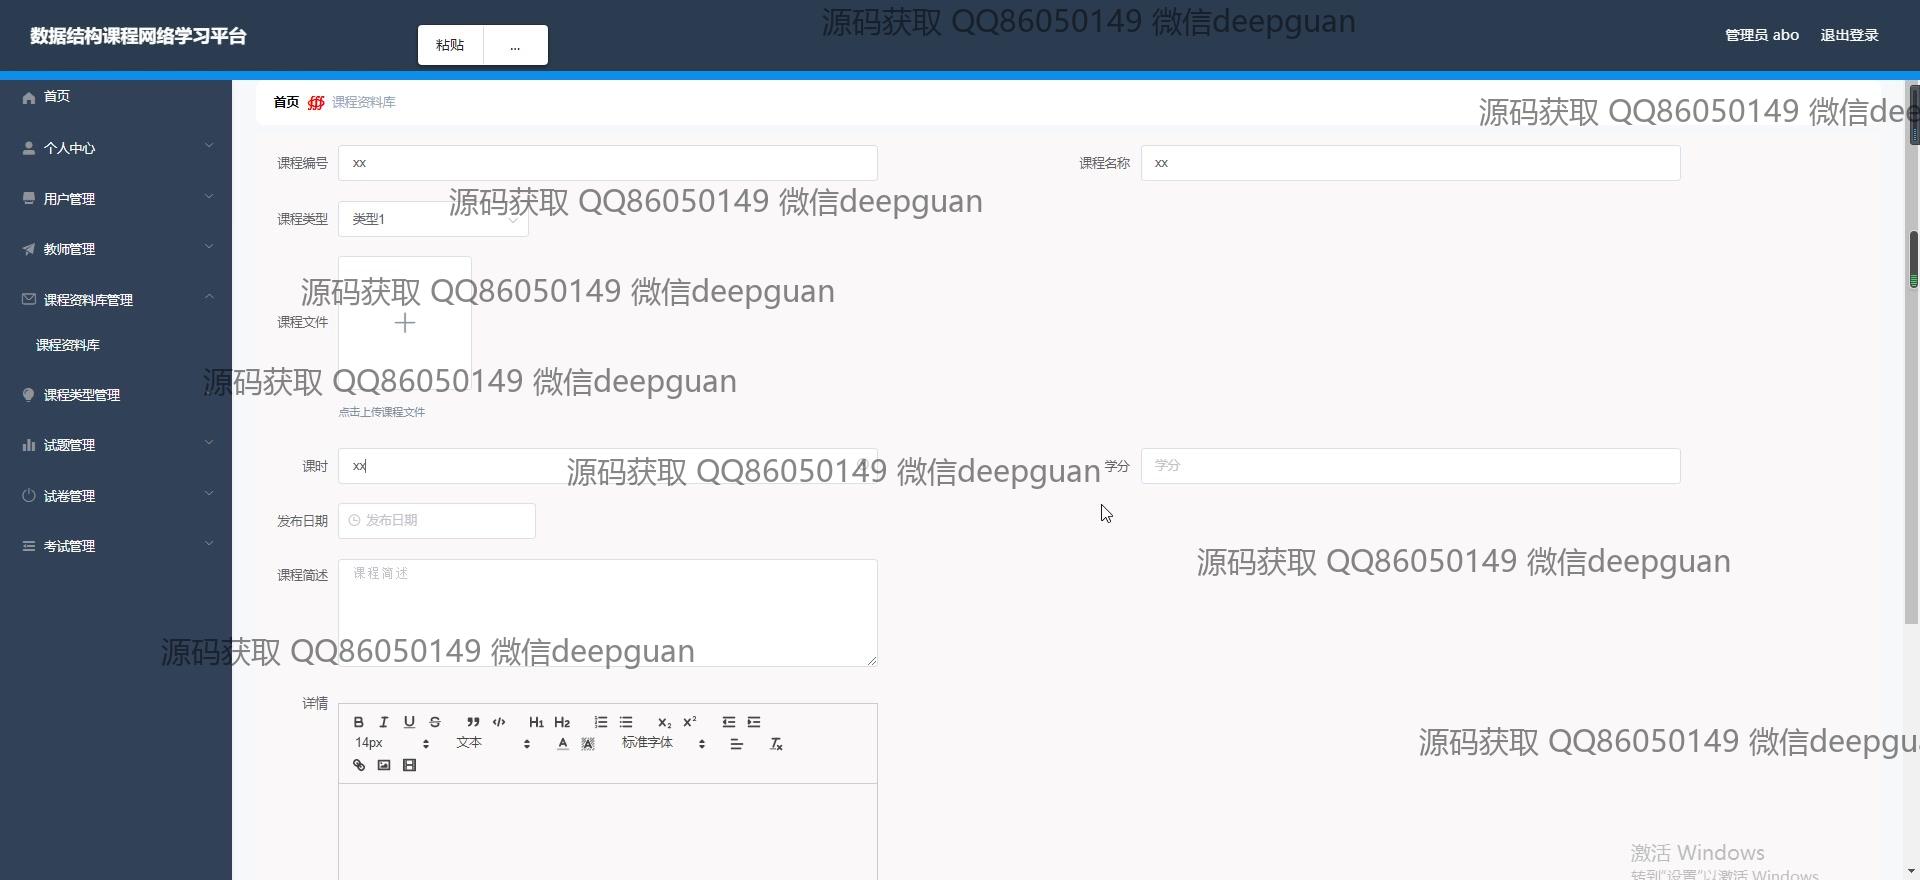 数据结构课程网络学习平台
粘贴
...
源码获取 QQ86050149 微信deepguan
管理员 abo
退出登录
首页
个人中心
用户管理
教师管理
课程资料库管理
课程资料库
课程类型管理
试题管理
试卷管理
考试管理
首页
课程资料库
源码获取 QQ86050149 微信dee
课程编号
xx
课程名称
xx
源码获取 QQ86050149 微信deepguan
课程类型
类型1
源码获取 QQ86050149 微信deepguan
课程文件
源码获取 QQ86050149 微信deepguan
点击上传课程文件
课时
xx
源码获取 QQ86050149 微信deepguan
学分
学分
发布日期
发布日期
源码获取 QQ86050149 微信deepguan
课程简述
课程简述
源码获取 QQ86050149 微信deepguan
详情
B I U S H1 H2 X2 X2
14px 文本 A A 标准字体 Tx
源码获取 QQ86050149 微信deepgu
激活 Windows
转到"设置"以激活 Windows